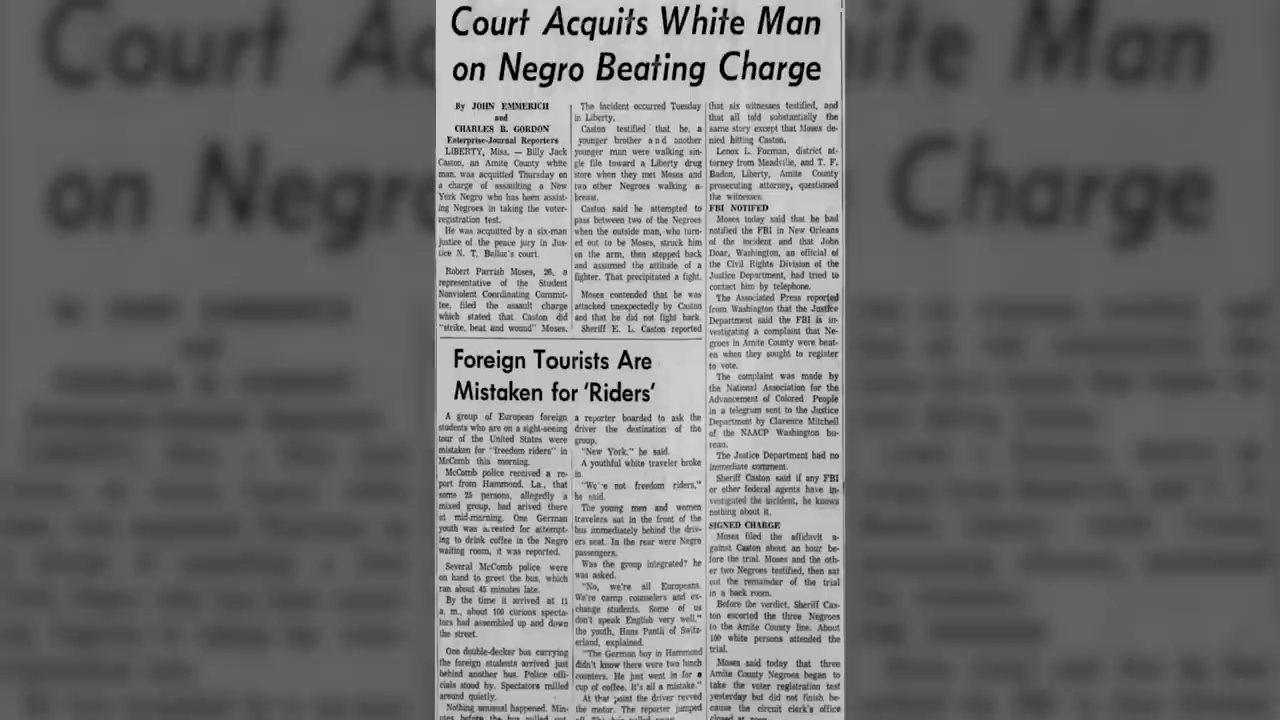 Court Acquits White Man
on Negro Beating Charge
By JOHN EMMERICH
and
CHARLES B. GORDON
Enterprise-Journal Reporters
LIBERTY, Miss. — Billy Jack
Caston, an Amite County white
man, was acquitted Thursday on
a charge of assaulting a New
York Negro who has been assist-
ing Negroes in taking the voter-
registration test.
He was acquitted by a six-man
justice of the peace jury in Jus-
tice N. T. Bellue's court.
Robert Parrish Moses, 26, a
representative of the Student
Nonviolent Coordinating Commit-
tee, filed the assault charge
which stated that Caston did
"strike, beat and wound" Moses.
The incident occurred Tuesday
in Liberty.
Caston testified that he, a
younger brother and another
younger man were walking sin-
gle file toward a Liberty drug
store when they met Moses and
two other Negroes walking a-
breast.
Caston said he attempted to
pass between two of the Negroes
when the outside man, who turn-
ed out to be Moses, struck him
on the arm, then stepped back
and assumed the attitude of a
fighter. That precipitated a fight.
Moses contended that he was
attacked unexpectedly by Caston
and that he did not fight back.
Sheriff E. L. Caston reported
that six witnesses testified, and
that all told substantially the
same story except that Moses de-
nied hitting Caston.
Lenox L. Forman, district at-
torney from Meadville, and T. F.
Badon, Liberty, Amite County
prosecuting attorney, questioned
the witnesses.
FBI NOTIFED
Moses today said that he had
notified the FBI in New Orleans
of the incident and that John
Doar, Washington, an official of
the Civil Rights Division of the
Justice Department, had tried to
contact him by telephone.
The Associated Press reported
from Washington that the Justice
Department said the FBI is in-
vestigating a complaint that Ne-
groes in Amite County were beat-
en when they sought to register
to vote.
The complaint was made by
the National Association for the
Advancement of Colored People
in a telegram sent to the Justice
Department by Clarence Mitchell
of the NAACP Washington bu-
reau.
The Justice Department had no
immediate comment.
Sheriff Caston said if any FBI
or other federal agents have in-
vestigated the incident, he knows
nothing about it.
SIGNED CHARGE
Moses filed the affidavit a-
gainst Caston about an hour be-
fore the trial. Moses and the oth-
er two Negroes testified, then sat
out the remainder of the trial
in a back room.
Before the verdict, Sheriff Cas-
ton escorted the three Negroes
to the Amite County line. About
100 white persons attended the
trial.
Moses said today that three
Amite County Negroes began to
take the voter registration test
yesterday but did not finish be-
cause the circuit clerk's office
closed at
Foreign Tourists Are
Mistaken for 'Riders'
A group of European foreign
students who are on a sight-seeing
tour of the United States were
mistaken for "freedom riders" in
McComb this morning.
McComb police received a re-
port from Hammond, La., that
some 25 persons, allegedly a
mixed group, had arrived there
at mid-morning. One German
youth was arrested for attempt-
ing to drink coffee in the Negro
waiting room, it was reported.
Several McComb police were
on hand to greet the bus, which
ran about 45 minutes late.
By the time it arrived at 11
a. m., about 100 curious specta-
tors had assembled up and down
the street.
One double-decker bus carrying
the foreign students arrived just
behind another bus. Police offi-
cials stood by. Spectators milled
around quietly.
Nothing unusual happened. Min-
utes before the bus pulled out
a reporter boarded to ask the
driver the destination of the
group.
"New York," he said.
A youthful white traveler broke
in.
"We're not freedom riders,"
he said.
The young men and women
travelers sat in the front of the
bus immediately behind the driv-
ers seat. In the rear were Negro
passengers.
Was the group integrated? he
was asked.
"No, we're all Europeans.
We're camp counselors and ex-
change students. Some of us
don't speak English very well,"
the youth, Hans Pantli of Switz-
erland, explained.
"The German boy in Hammond
didn't know there were two lunch
counters. He just went in for a
cup of coffee. It's all a mistake."
At that point the driver revved
the motor. The reporter jumped
off. The bus pulled away.